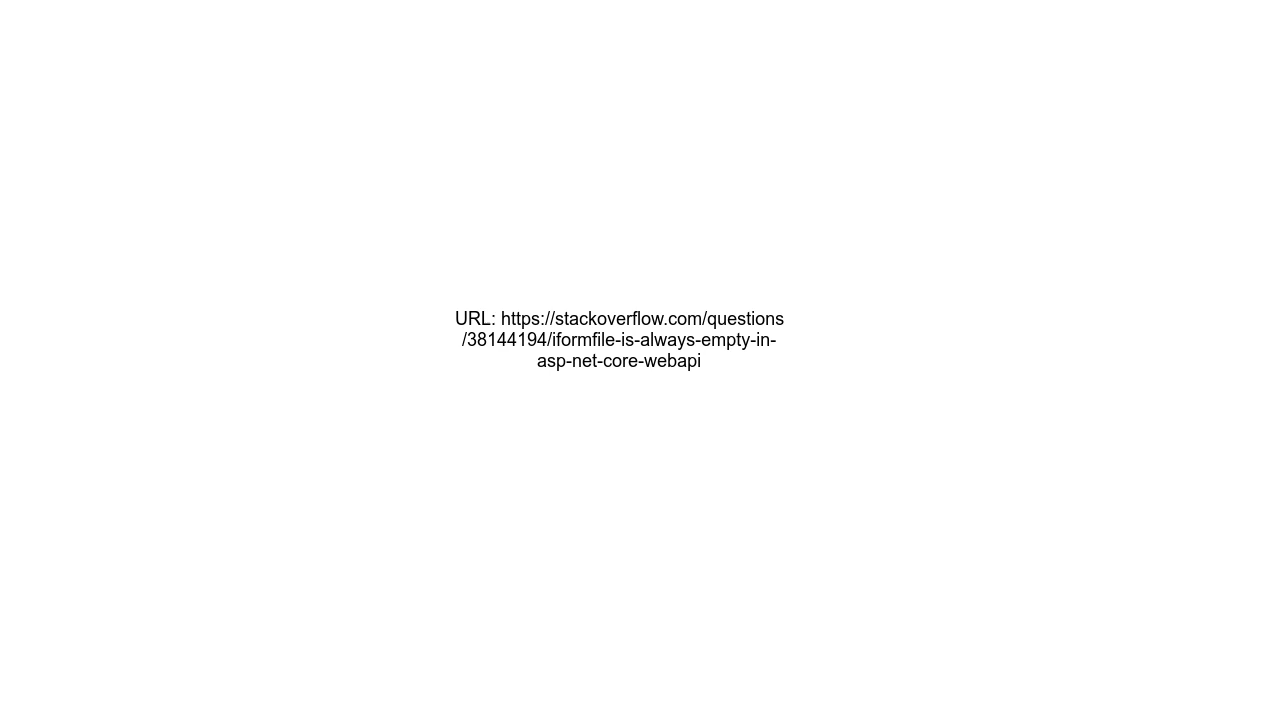 URL: https://stackoverflow.com/questions
/38144194/iformfile-is-always-empty-in-
asp-net-core-webapi